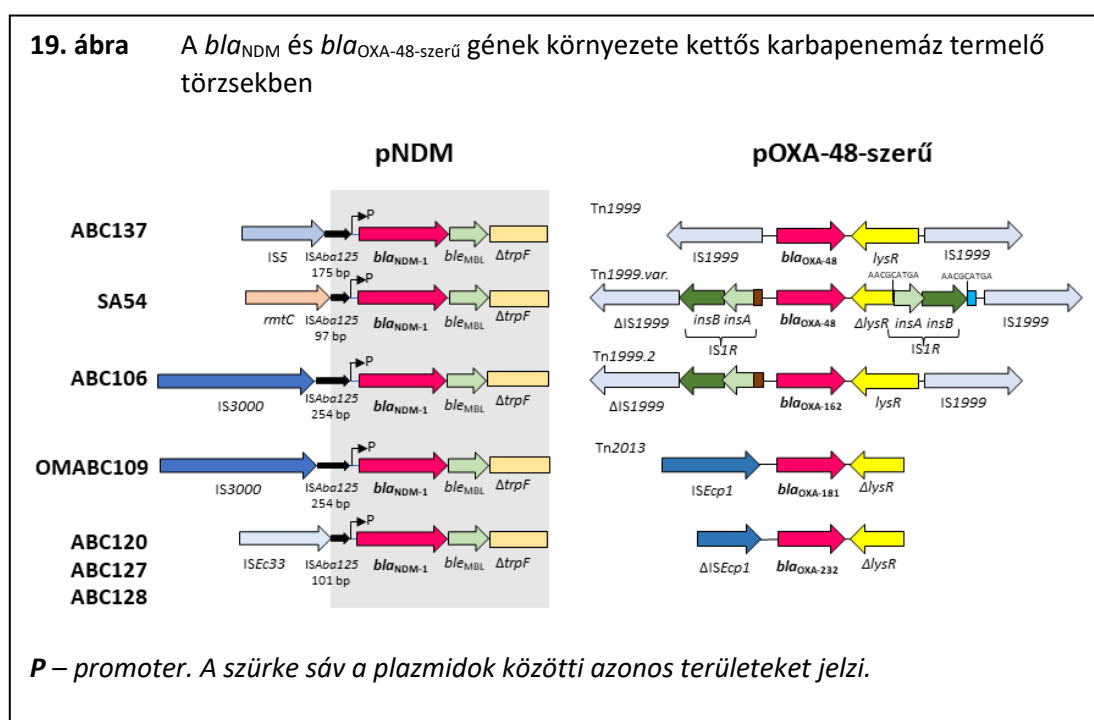 19. ábra A blaNDM és blaOXA-48-szerű gének környezete kettős karbapenemáz termelő
törzsekben
pNDM pOXA-48-szerű
ABC137
P
IS5 ISAba125 blaNDM-1 bleMBL ΔtrpF
175 bp
Tn1999
IS1999 blaOXA-48 lysR IS1999
SA54
P
rmtC ISAba125 blaNDM-1 bleMBL ΔtrpF
97 bp
Tn1999.var.
AACGCATGA AACGCATGA
ΔIS1999 insB insA blaOXA-48 ΔlysR insA insB IS1999
IS1R IS1R
ABC106
P
IS3000 ISAba125 blaNDM-1 bleMBL ΔtrpF
254 bp
Tn1999.2
ΔIS1999 blaOXA-162 lysR IS1999
OMABC109
P
IS3000 ISAba125 blaNDM-1 bleMBL ΔtrpF
254 bp
Tn2013
ISEcp1 blaOXA-181 ΔlysR
ABC120
ABC127
ABC128
P
ISEc33 ISAba125 blaNDM-1 bleMBL ΔtrpF
101 bp
ΔISEcp1 blaOXA-232 ΔlysR
P – promoter. A szürke sáv a plazmidok közötti azonos területeket jelzi.